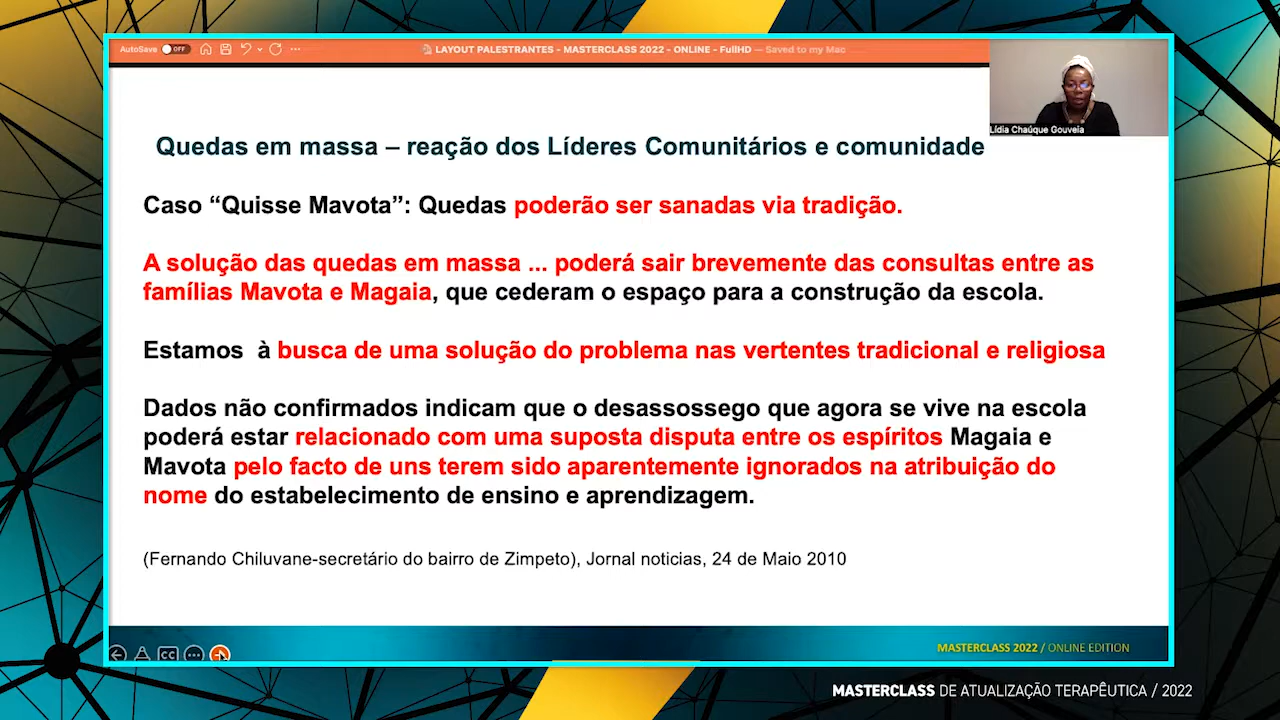 AutoSave OFF
LAYOUT PALESTRANTES - MASTERCLASS 2022 - ONLINE - FullHD — Saved to my Mac
Lídia Chaúque Gouveia
Quedas em massa – reação dos Líderes Comunitários e comunidade
Caso “Quisse Mavota”: Quedas poderão ser sanadas via tradição.
A solução das quedas em massa ... poderá sair brevemente das consultas entre as
famílias Mavota e Magaia, que cederam o espaço para a construção da escola.
Estamos à busca de uma solução do problema nas vertentes tradicional e religiosa
Dados não confirmados indicam que o desassossego que agora se vive na escola
poderá estar relacionado com uma suposta disputa entre os espíritos Magaia e
Mavota pelo facto de uns terem sido aparentemente ignorados na atribuição do
nome do estabelecimento de ensino e aprendizagem.
(Fernando Chiluvane-secretário do bairro de Zimpeto), Jornal noticias, 24 de Maio 2010
CC
MASTERCLASS 2022 / ONLINE EDITION
MASTERCLASS DE ATUALIZAÇÃO TERAPÊUTICA / 2022